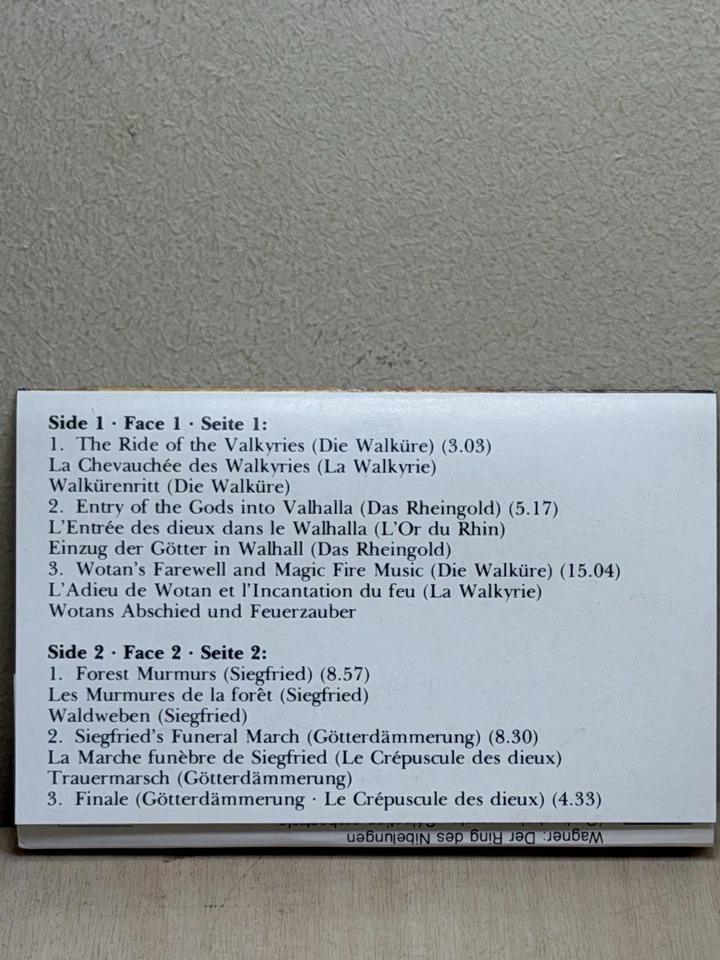 Side 1 · Face 1 · Seite 1:
1. The Ride of the Valkyries (Die Walküre) (3.03)
La Chevauchée des Walkyries (La Walkyrie)
Walkürenritt (Die Walküre)
2. Entry of the Gods into Valhalla (Das Rheingold) (5.17)
L'Entrée des dieux dans le Walhalla (L'Or du Rhin)
Einzug der Götter in Walhall (Das Rheingold)
3. Wotan's Farewell and Magic Fire Music (Die Walküre) (15.04)
L'Adieu de Wotan et l'Incantation du feu (La Walkyrie)
Wotans Abschied und Feuerzauber
Side 2 · Face 2 · Seite 2:
1. Forest Murmurs (Siegfried) (8.57)
Les Murmures de la forêt (Siegfried)
Waldweben (Siegfried)
2. Siegfried's Funeral March (Götterdämmerung) (8.30)
La Marche funèbre de Siegfried (Le Crépuscule des dieux)
Trauermarsch (Götterdämmerung)
3. Finale (Götterdämmerung · Le Crépuscule des dieux) (4.33)
Wagner: Der Ring des Nibelungen